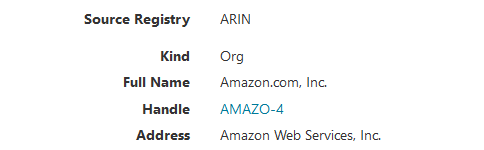 Source Registry ARIN
Kind Org
Full Name Amazon.com, Inc.
Handle AMAZO-4
Address Amazon Web Services, Inc.